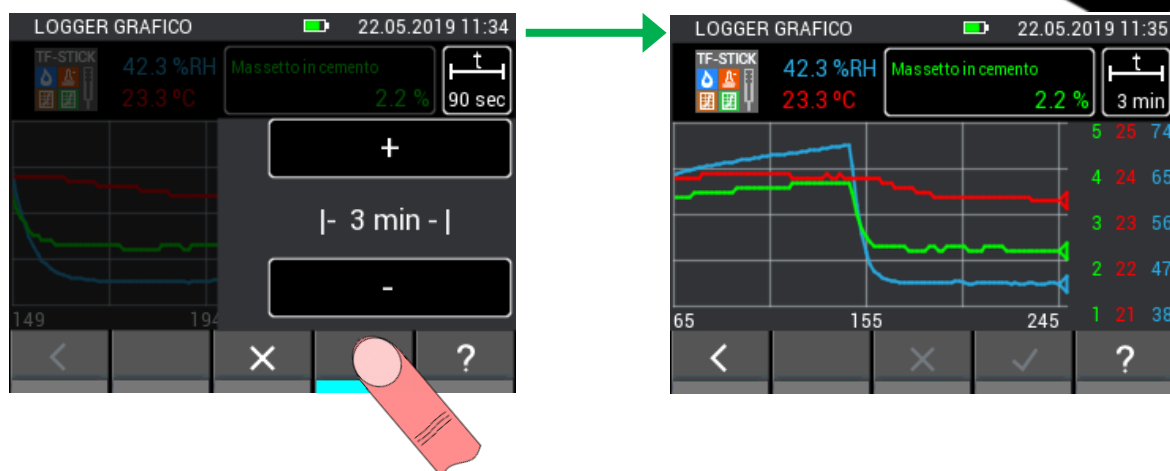 LOGGER GRAFICO 22.05.2019 11:34
TF-STICK
42.3 %RH
23.3 ºC
Massetto in cemento
2.2 %
t
90 sec
+
|- 3 min -|
-
149 194
?
LOGGER GRAFICO 22.05.2019 11:35
TF-STICK
42.3 %RH
23.3 ºC
Massetto in cemento
2.2 %
t
3 min
5 25 74
4 24 65
3 23 56
2 22 47
1 21 38
65 155 245
?